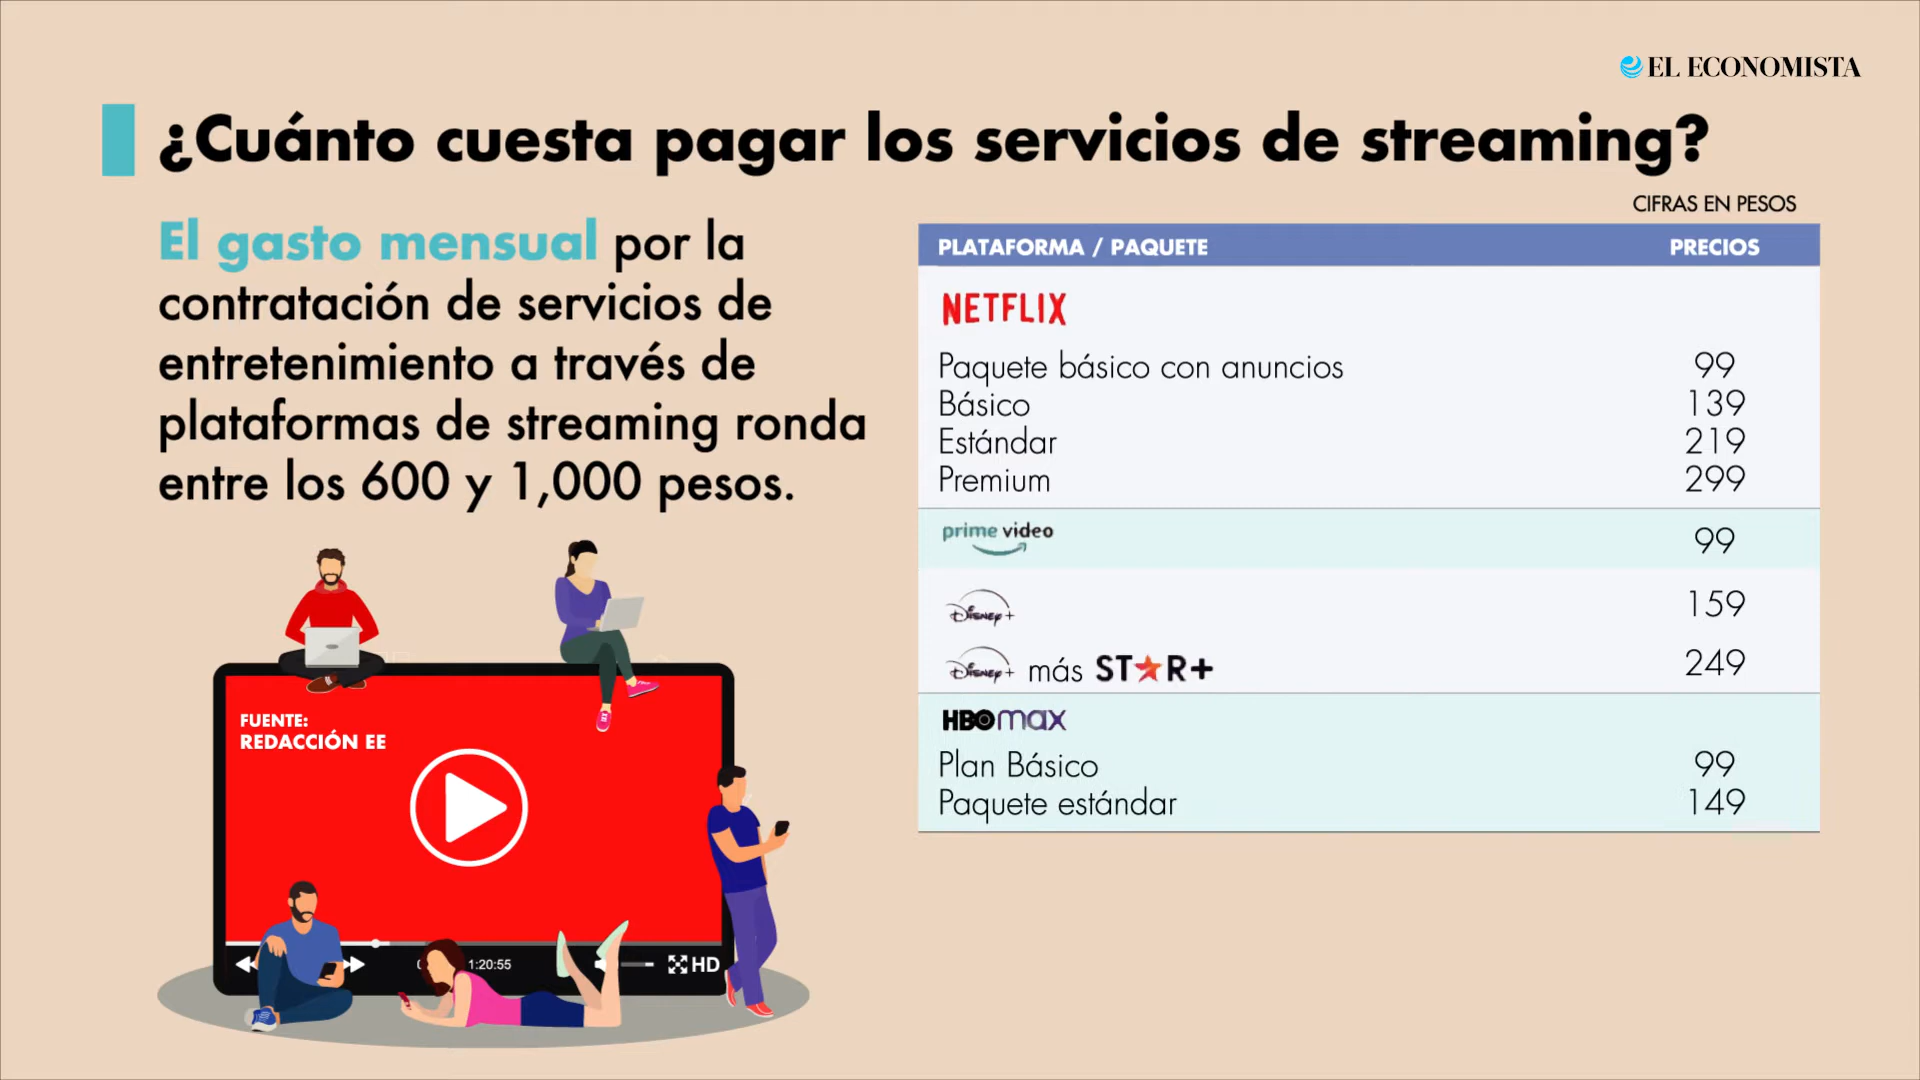 EL ECONOMISTA
¿Cuánto cuesta pagar los servicios de streaming?
El gasto mensual por la
contratación de servicios de
entretenimiento a través de
plataformas de streaming ronda
entre los 600 y 1,000 pesos.
CIFRAS EN PESOS
PLATAFORMA / PAQUETE PRECIOS
NETFLIX
Paquete básico con anuncios 99
Básico 139
Estándar 219
Premium 299
prime video 99
Disney+ 159
Disney+ más STAR+ 249
HBOmax
Plan Básico 99
Paquete estándar 149
FUENTE:
REDACCIÓN EE
1:20:55 HD